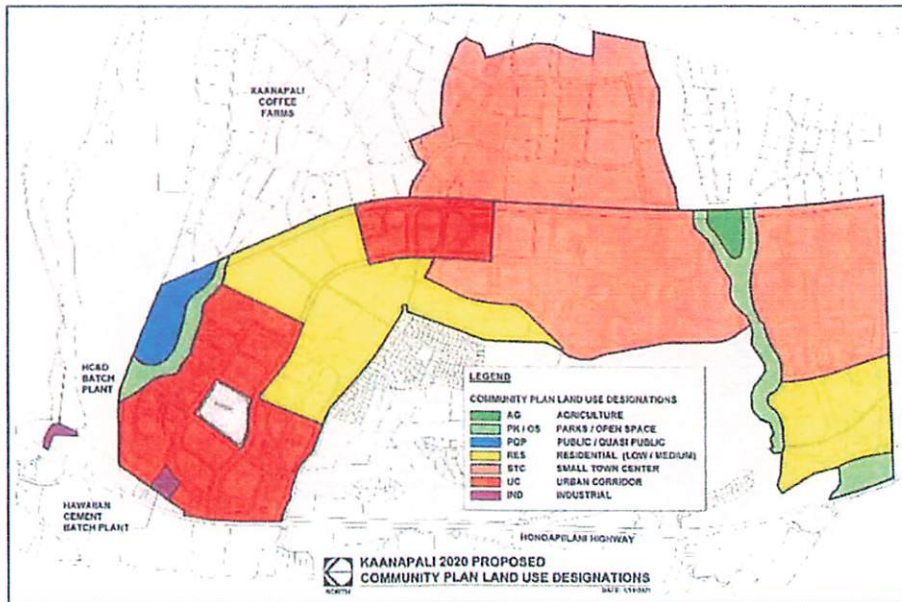 KAANAPALI
COFFEE
FARMS
HC&D
BATCH
PLANT
HAWAIIAN
CEMENT
BATCH PLANT
LEGEND
COMMUNITY PLAN LAND USE DESIGNATIONS
AG AGRICULTURE
PK / OS PARKS / OPEN SPACE
PQP PUBLIC / QUASI PUBLIC
RES RESIDENTIAL (LOW / MEDIUM)
STC SMALL TOWN CENTER
UC URBAN CORRIDOR
IND INDUSTRIAL
HONOAPIILANI HIGHWAY
KAANAPALI 2020 PROPOSED
COMMUNITY PLAN LAND USE DESIGNATIONS
NORTH
DATE: